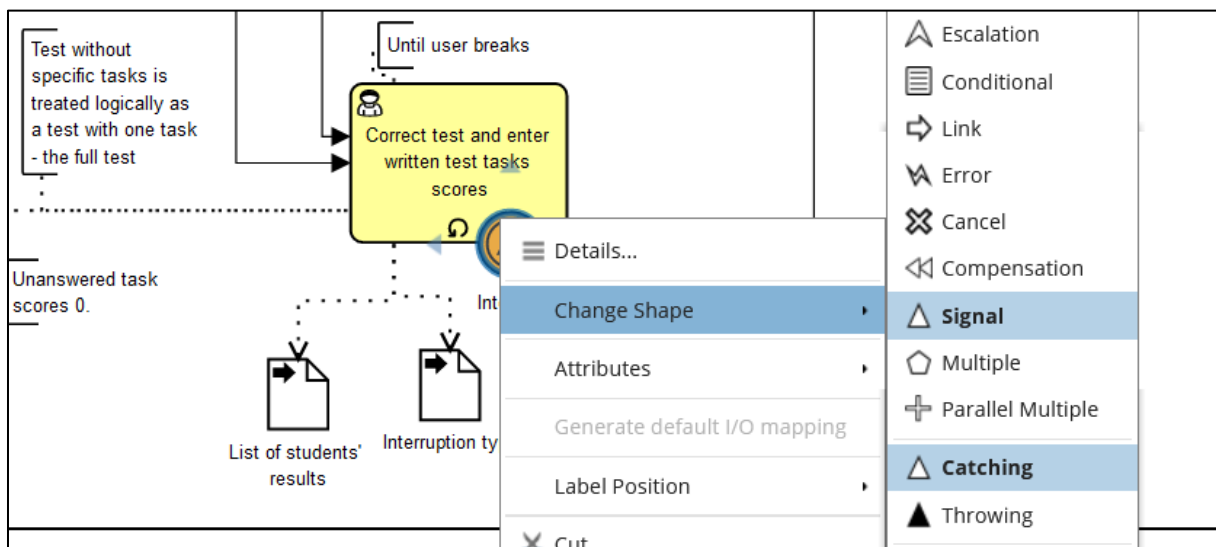 Test without
specific tasks is
treated logically as
a test with one task
- the full test
Until user breaks
Correct test and enter
written test tasks
scores
Unanswered task
scores 0.
Int
List of students'
results
Interruption ty
Details...
Change Shape
Attributes
Generate default I/O mapping
Label Position
Cut
Escalation
Conditional
Link
Error
Cancel
Compensation
Signal
Multiple
Parallel Multiple
Catching
Throwing